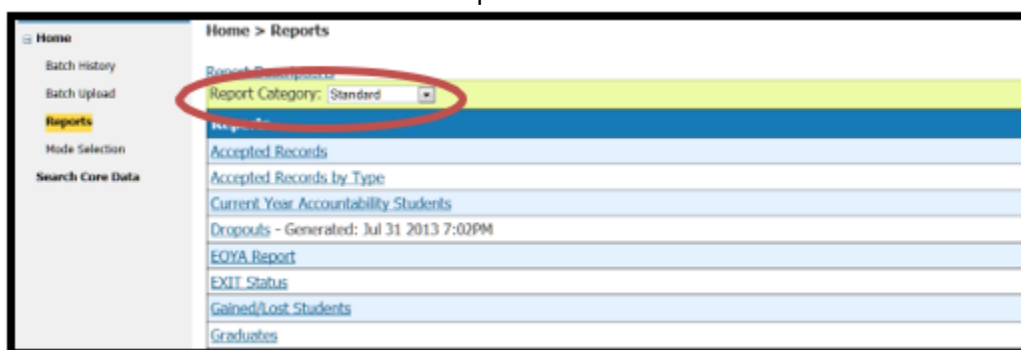 Home
Batch History
Batch Upload
Reports
Mode Selection
Search Core Data
Home > Reports
Report Category: Standard
Reports
Accepted Records
Accepted Records by Type
Current Year Accountability Students
Dropouts - Generated: Jul 31 2013 7:02PM
EOYA Report
EXIT Status
Gained/Lost Students
Graduates